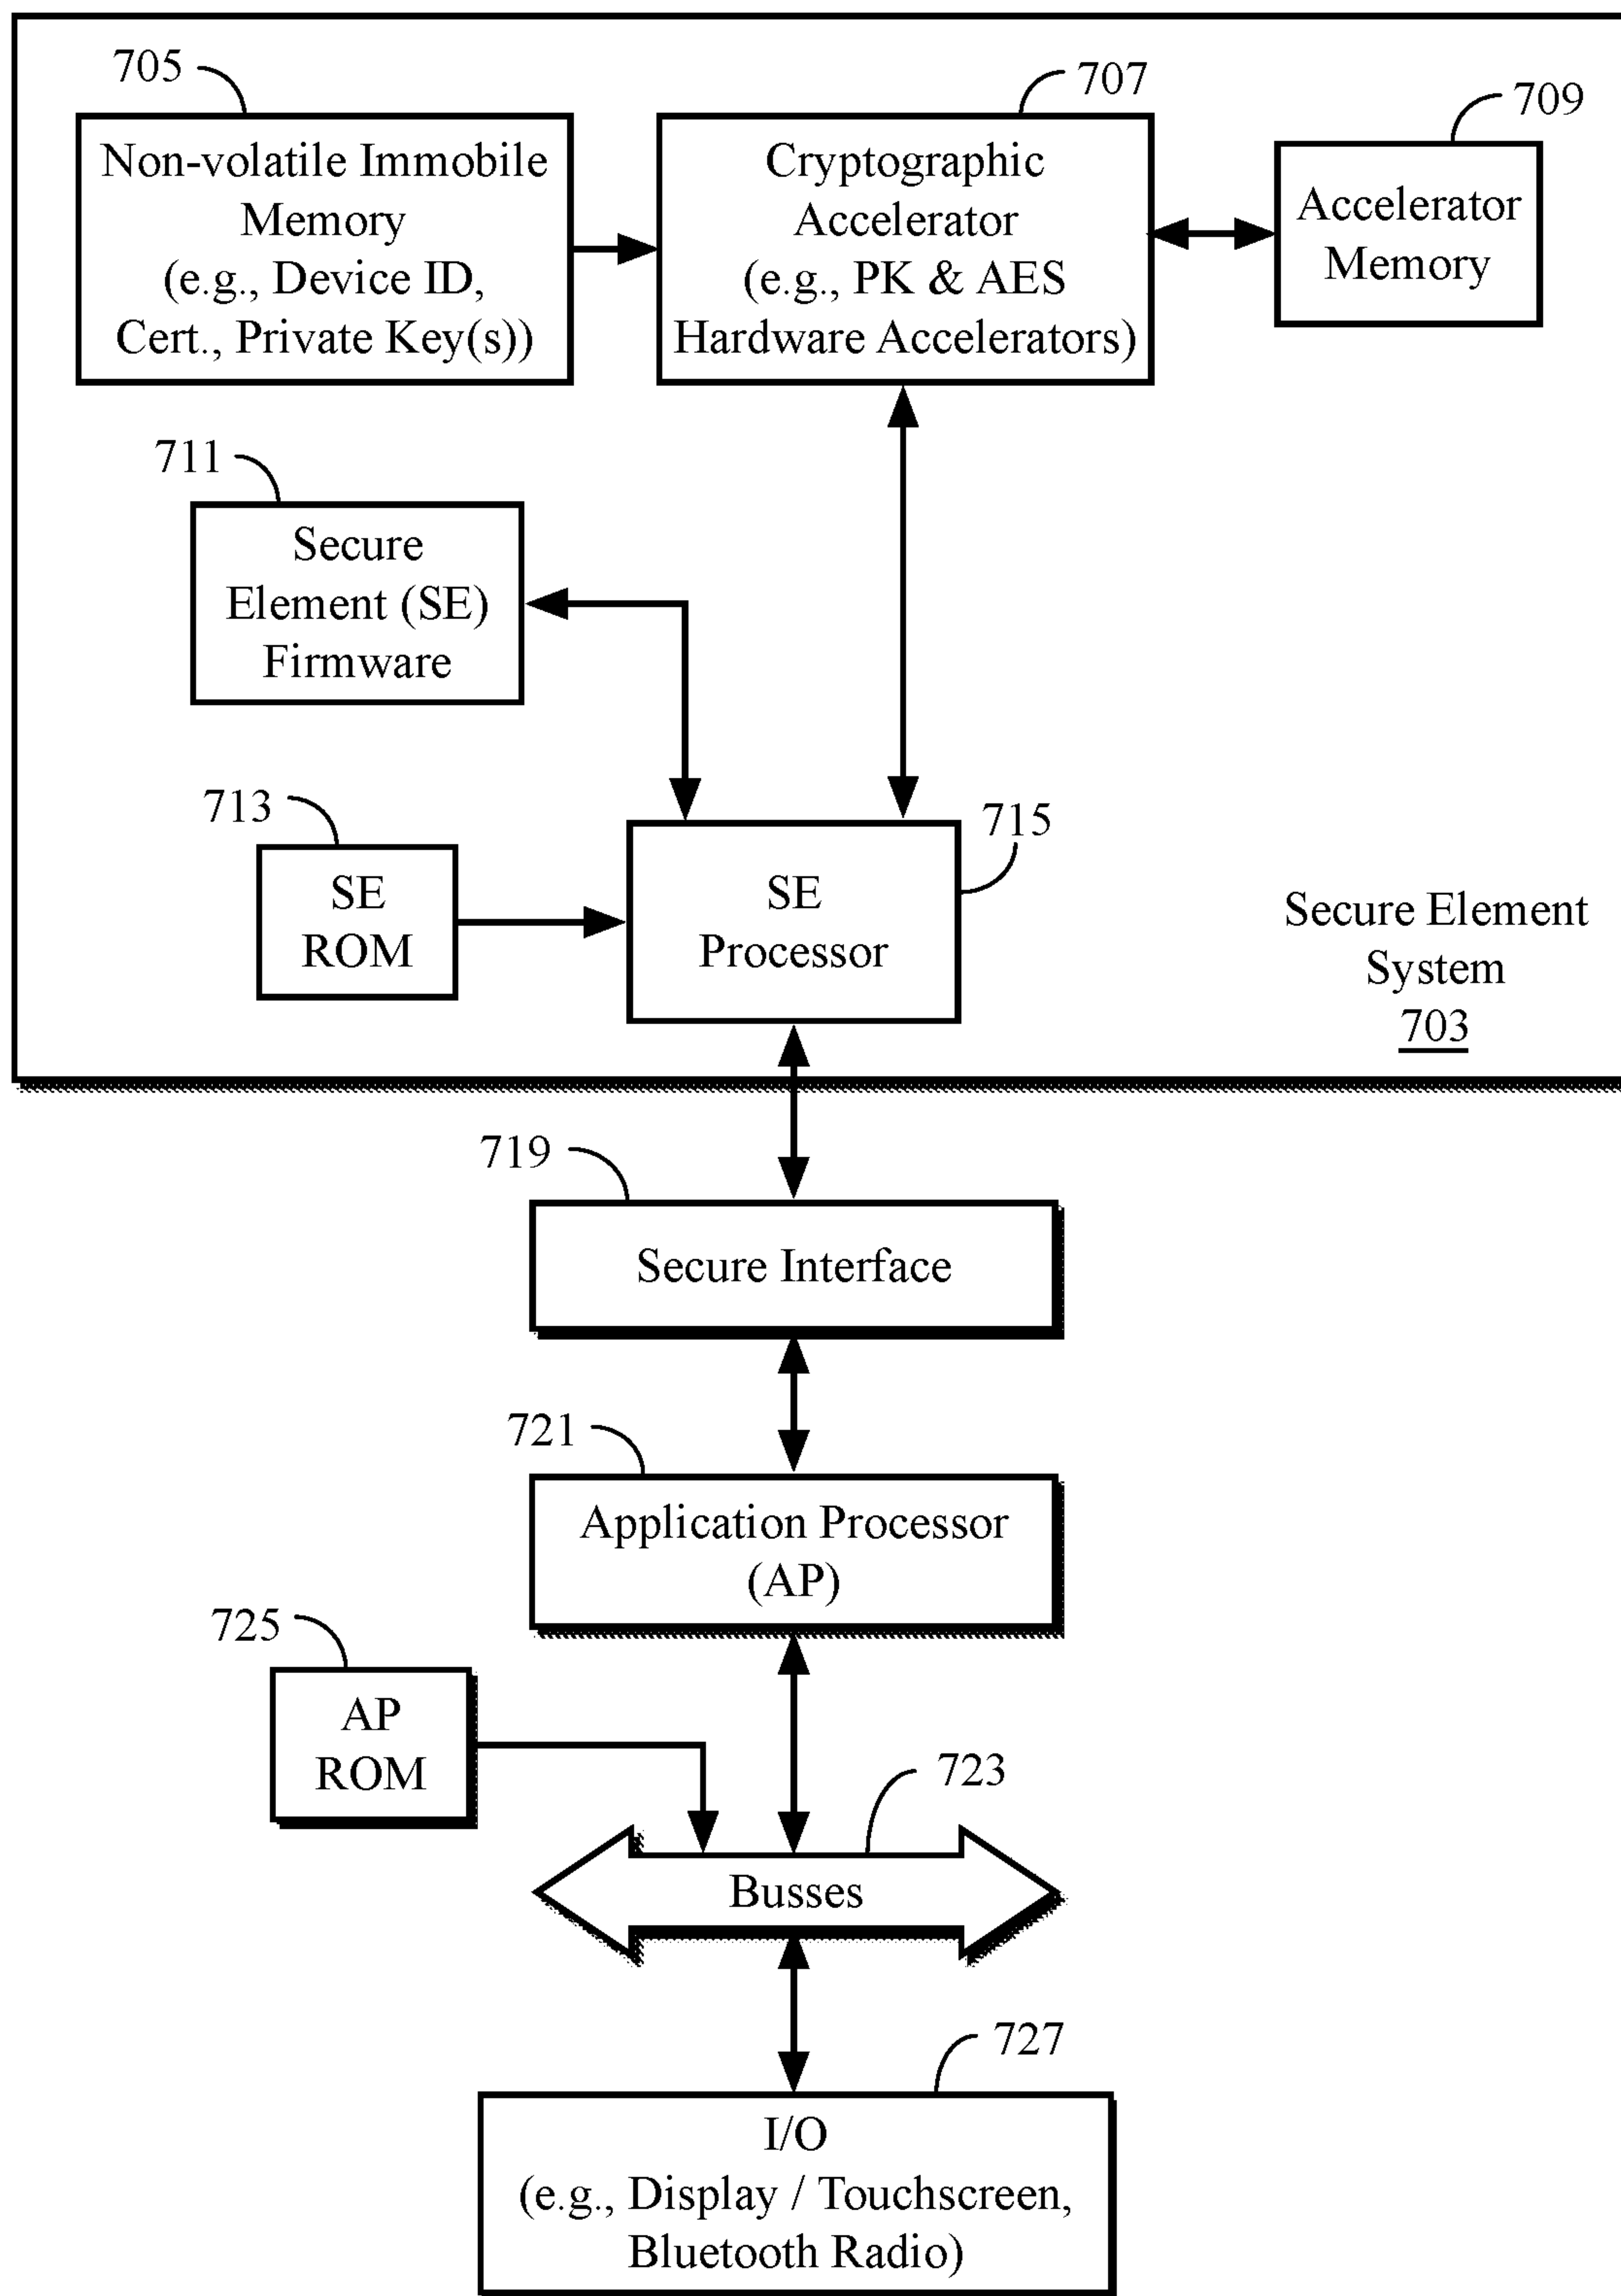 705
Non-volatile Immobile
Memory
(e.g., Device ID,
Cert., Private Key(s))
707
Cryptographic
Accelerator
(e.g., PK & AES
Hardware Accelerators)
709
Accelerator
Memory
711
Secure
Element (SE)
Firmware
713
SE
ROM
715
SE
Processor
Secure Element
System
703
719
Secure Interface
721
Application Processor
(AP)
725
AP
ROM
723
Busses
727
I/O
(e.g., Display / Touchscreen,
Bluetooth Radio)